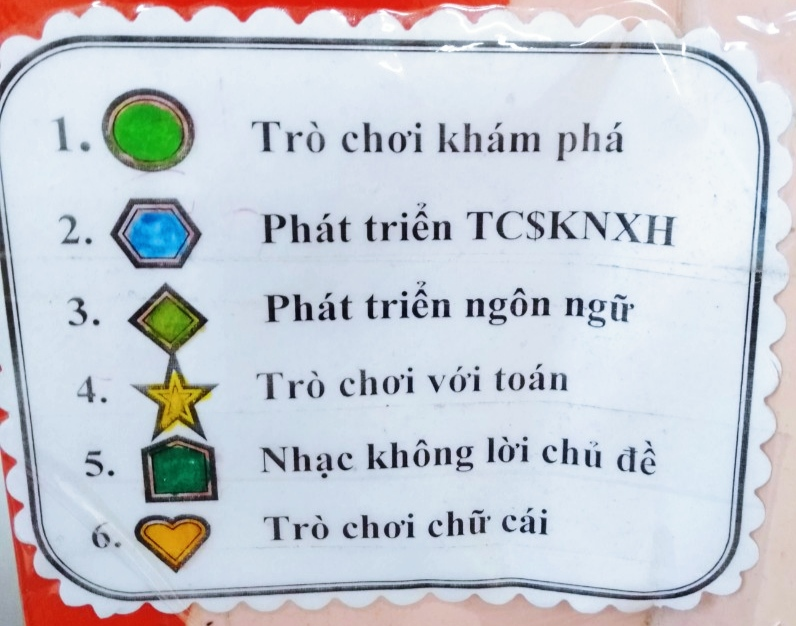 1. Trò chơi khám phá
2. Phát triển TC$KNXH
3. Phát triển ngôn ngữ
4. Trò chơi với toán
5. Nhạc không lời chủ đề
6. Trò chơi chữ cái